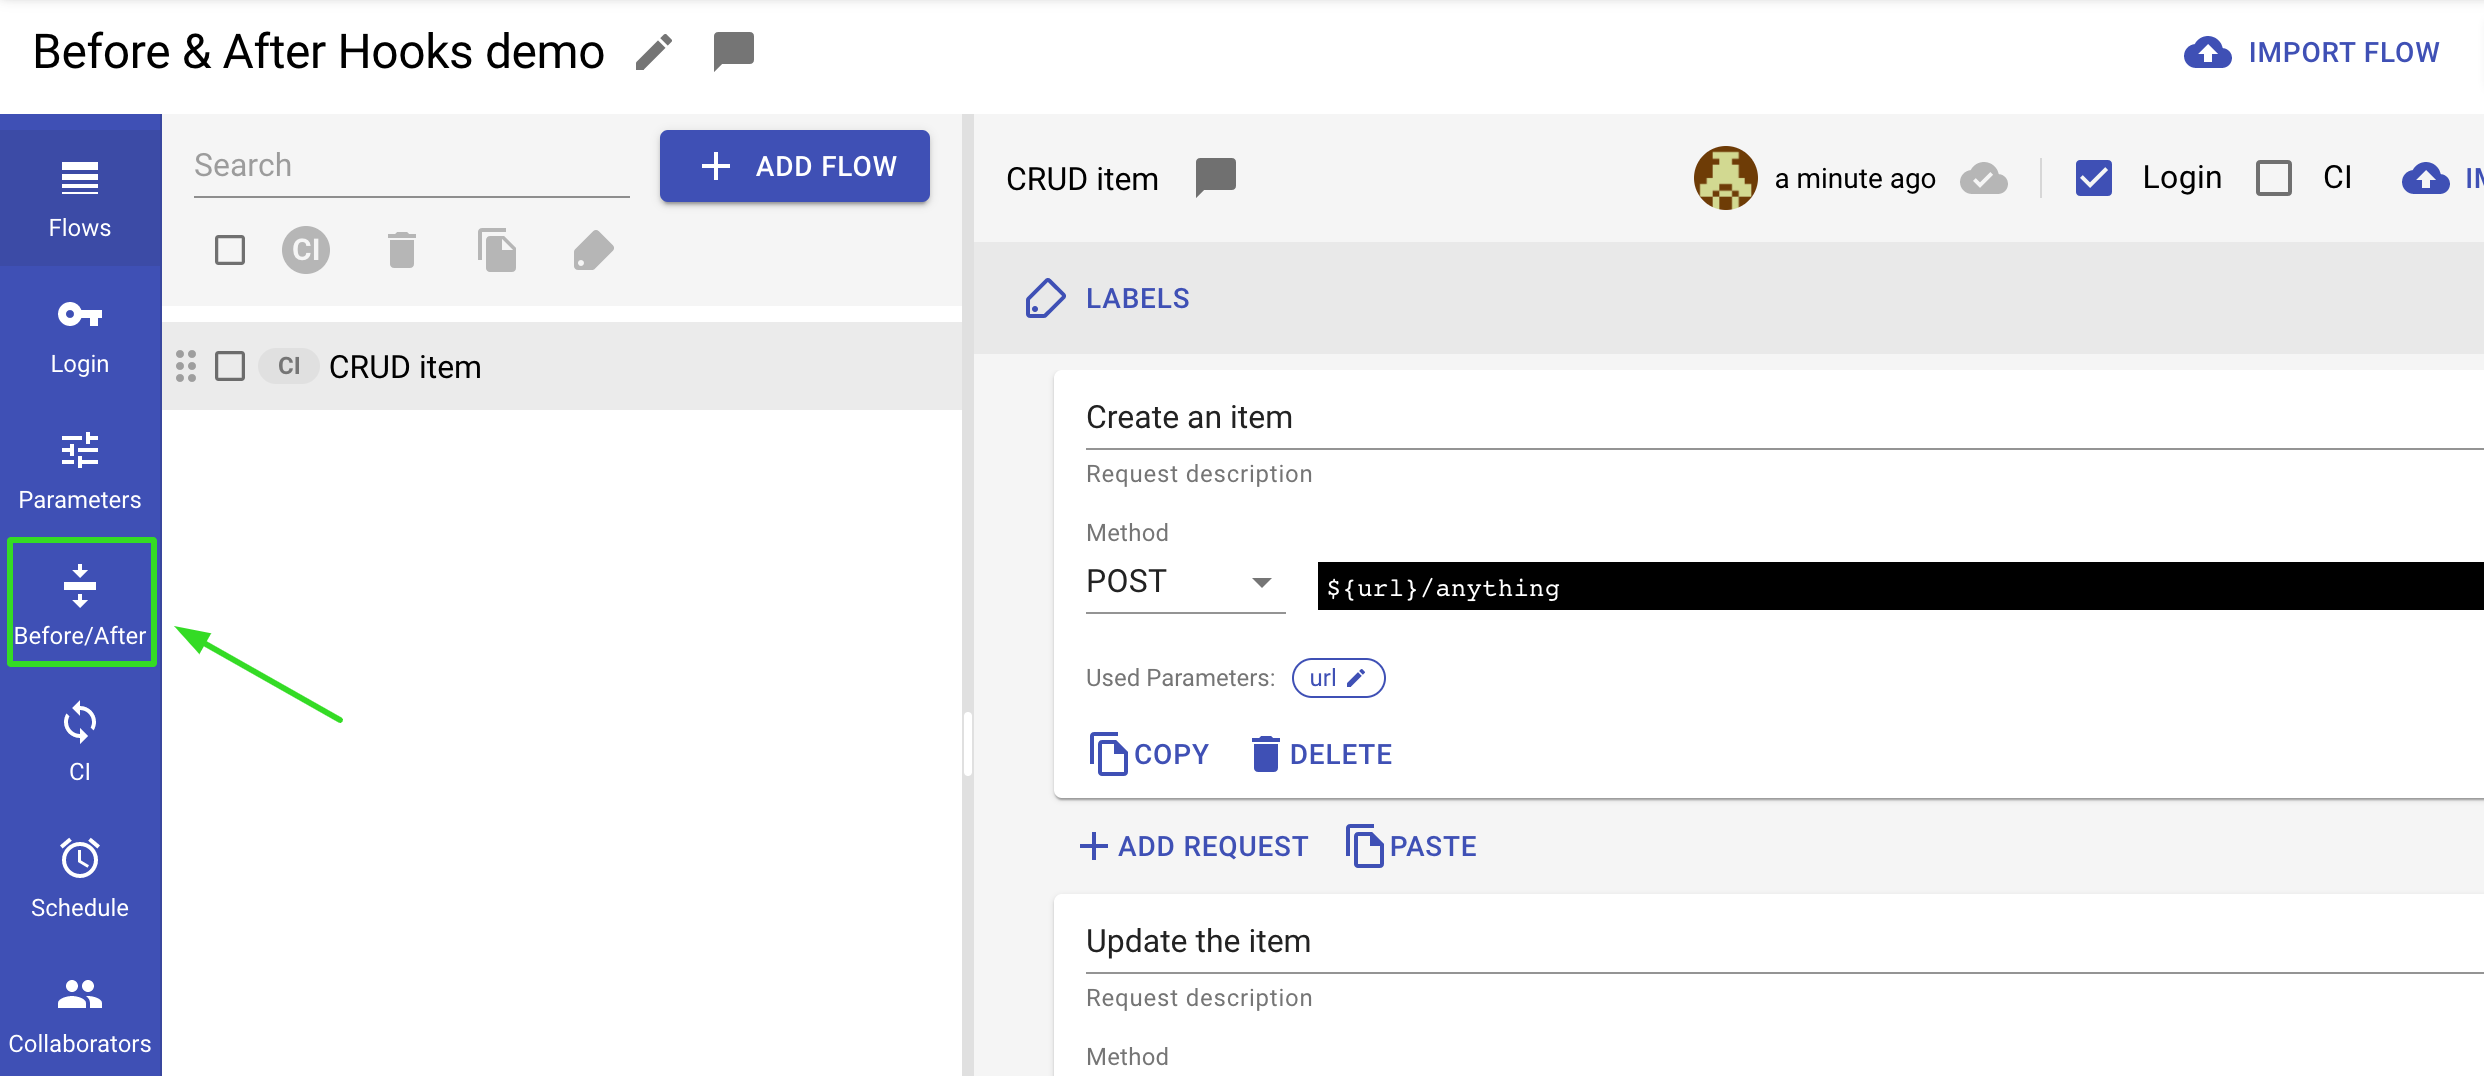 Before & After Hooks demo
IMPORT FLOW
Flows
Login
Parameters
Before/After
CI
Schedule
Collaborators
Search
ADD FLOW
CI
CI CRUD item
CRUD item
a minute ago
Login
CI
LABELS
Create an item
Request description
Method
POST
${url}/anything
Used Parameters: url
COPY
DELETE
ADD REQUEST
PASTE
Update the item
Request description
Method